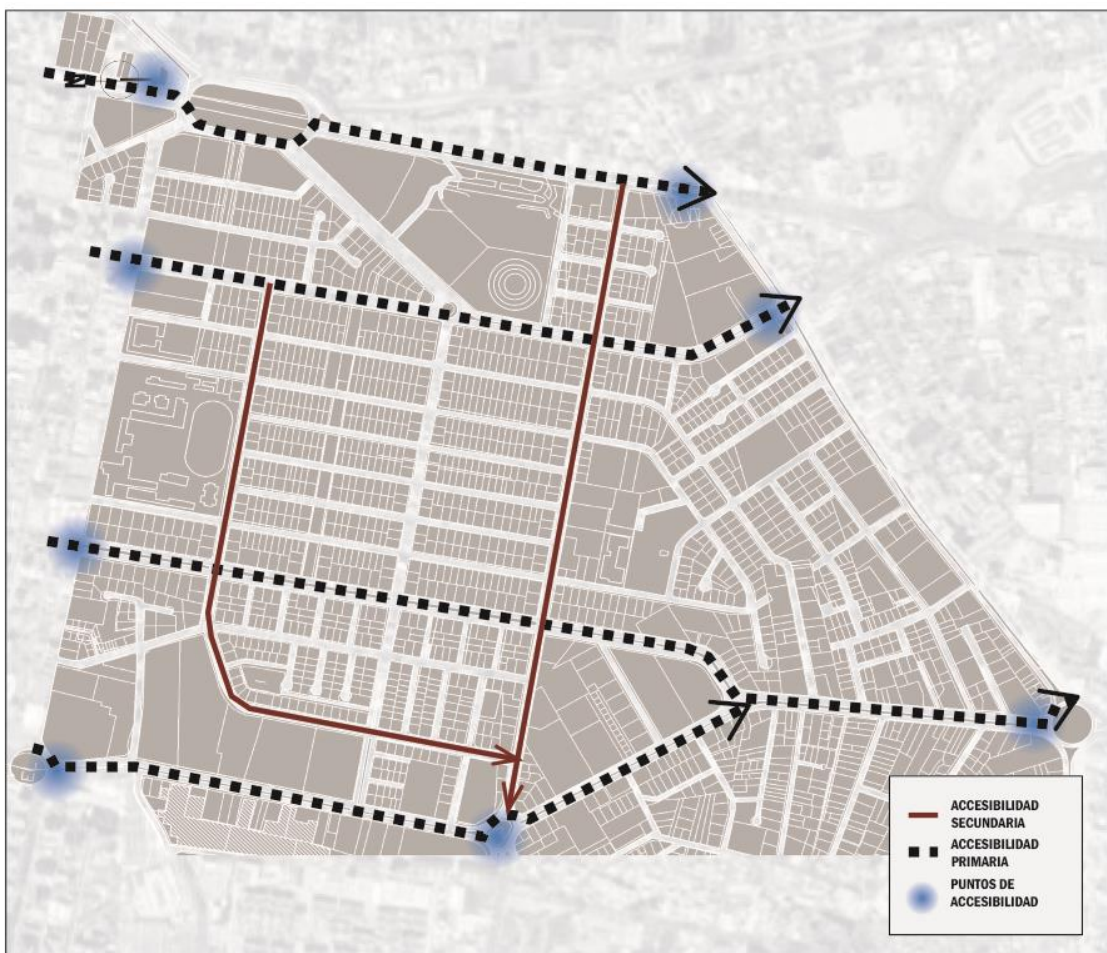 N
ACCESIBILIDAD
SECUNDARIA
ACCESIBILIDAD
PRIMARIA
PUNTOS DE
ACCESIBILIDAD